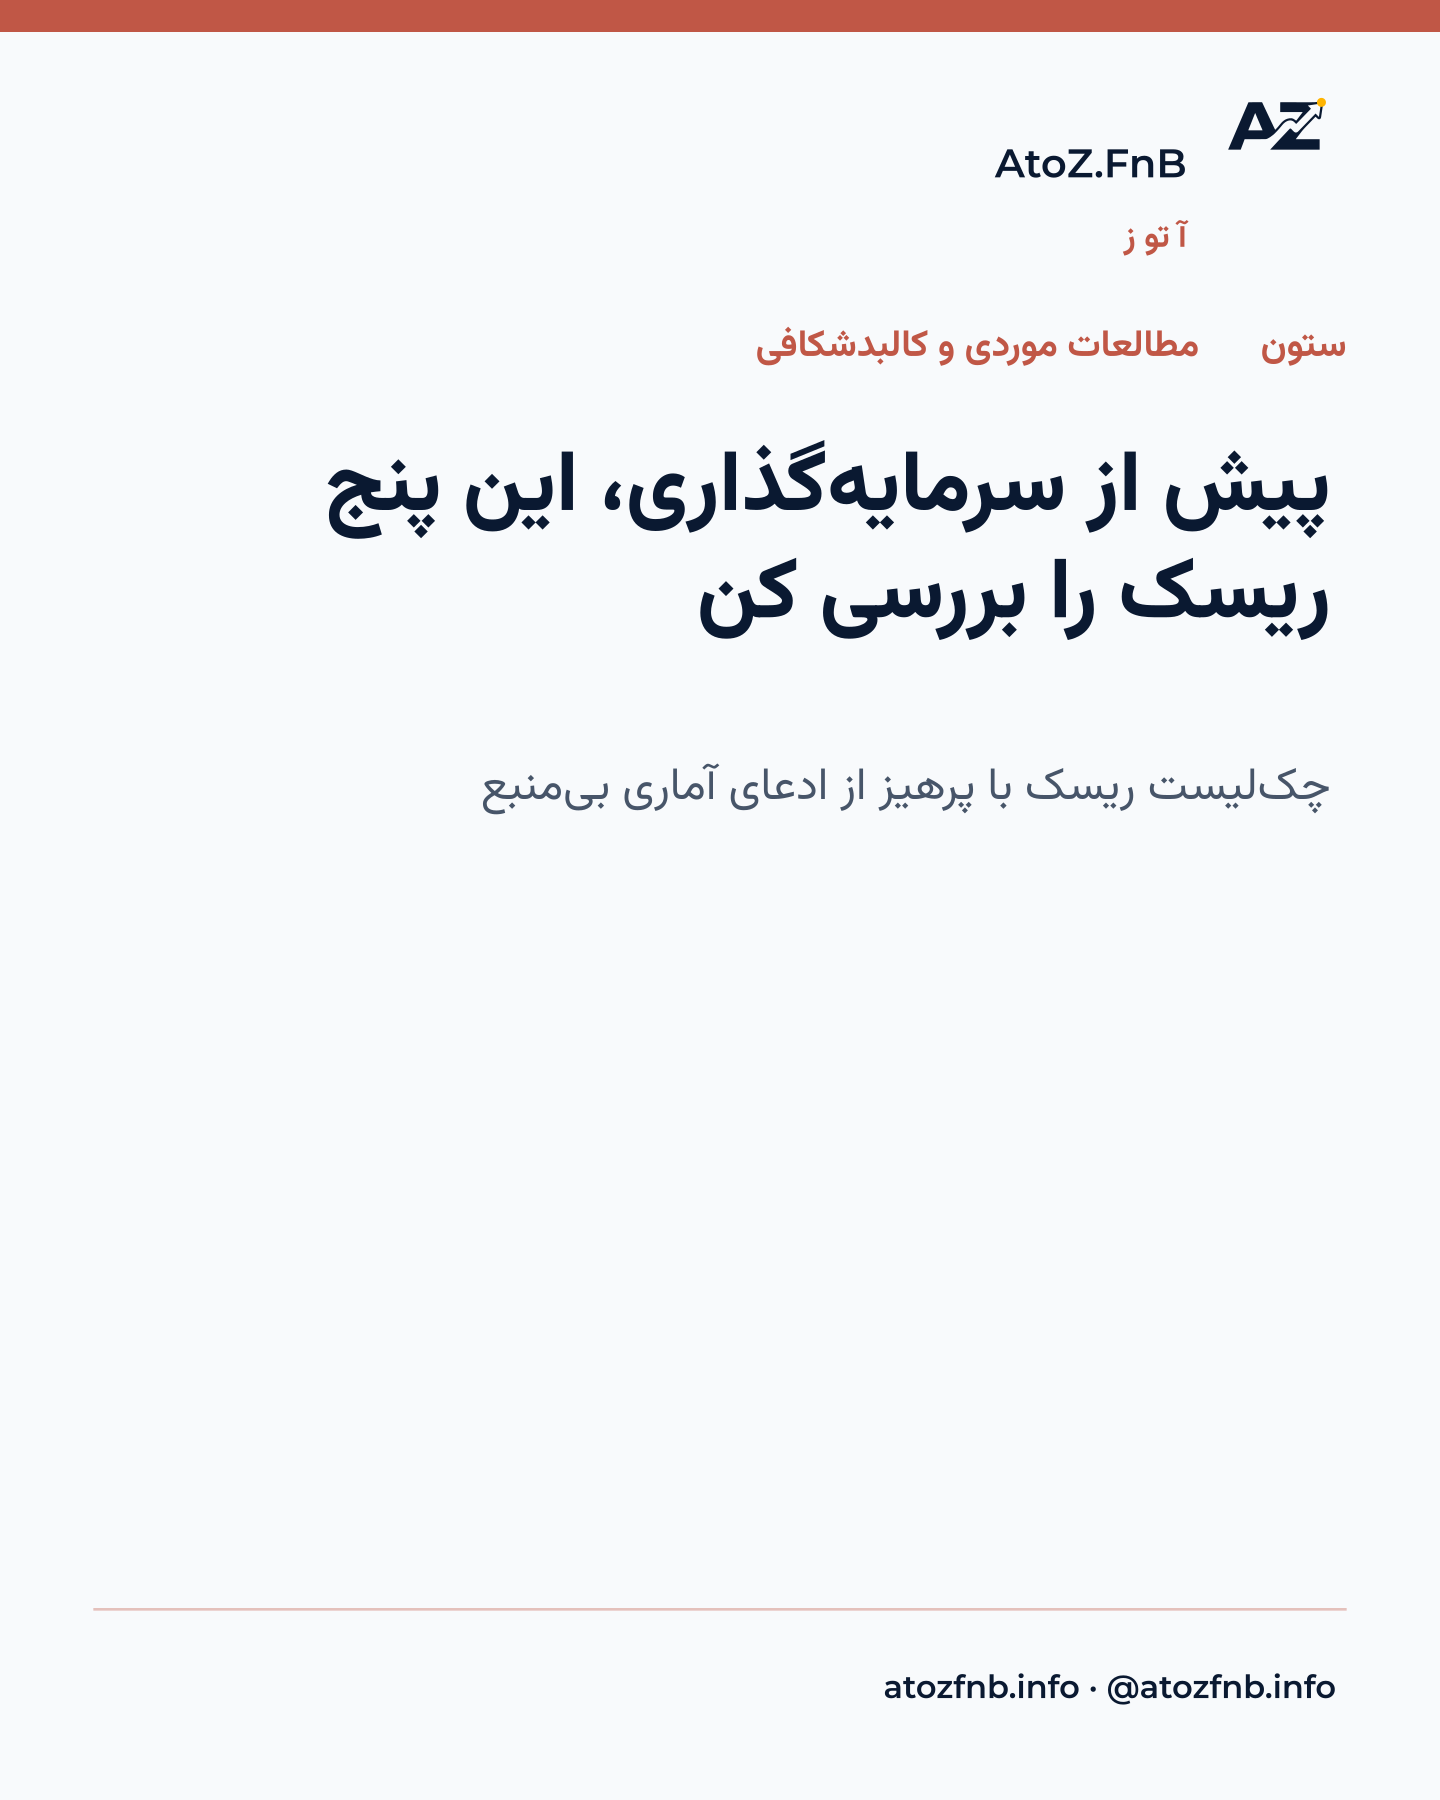 AZ
AtoZ.FnB
آ تو ز
ستون مطالعات موردی و کالبدشکافی
پیش از سرمایه‌گذاری، این پنج
ریسک را بررسی کن
چک‌لیست ریسک با پرهیز از ادعای آماری بی‌منبع
atozfnb.info · @atozfnb.info